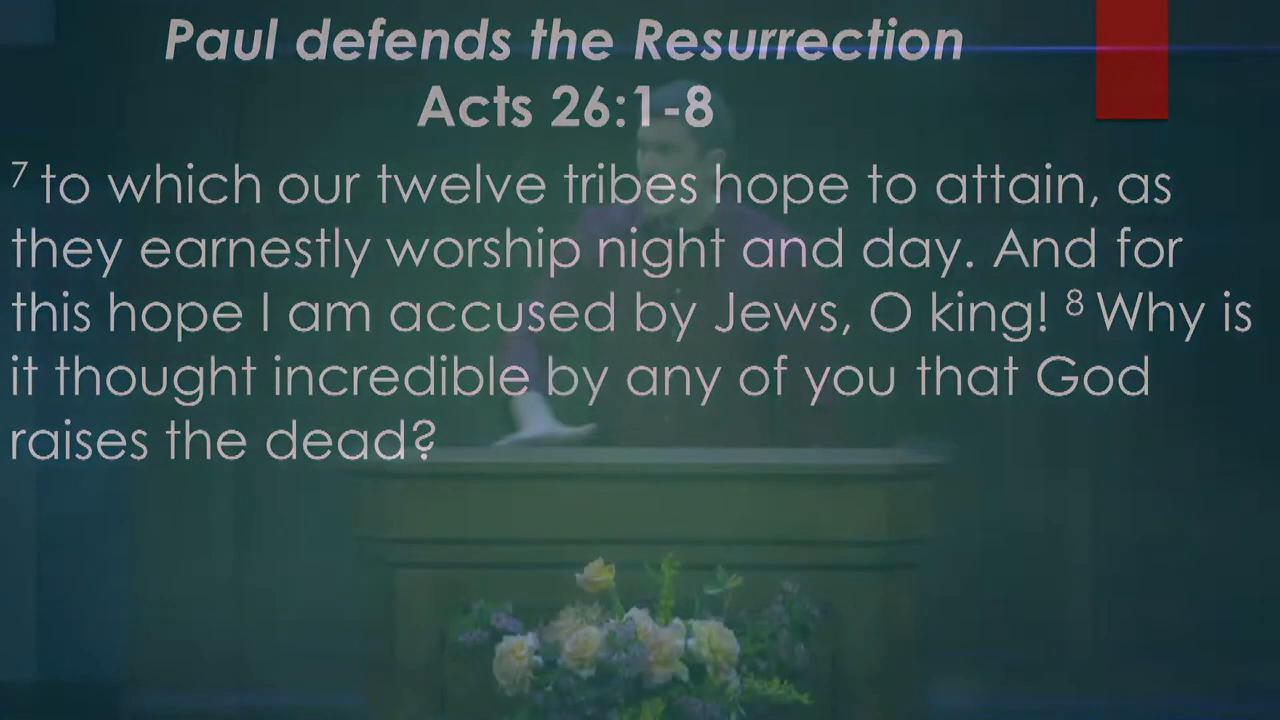 Paul defends the Resurrection
Acts 26:1-8
7 to which our twelve tribes hope to attain, as
they earnestly worship night and day. And for
this hope I am accused by Jews, O king! 8 Why is
it thought incredible by any of you that God
raises the dead?